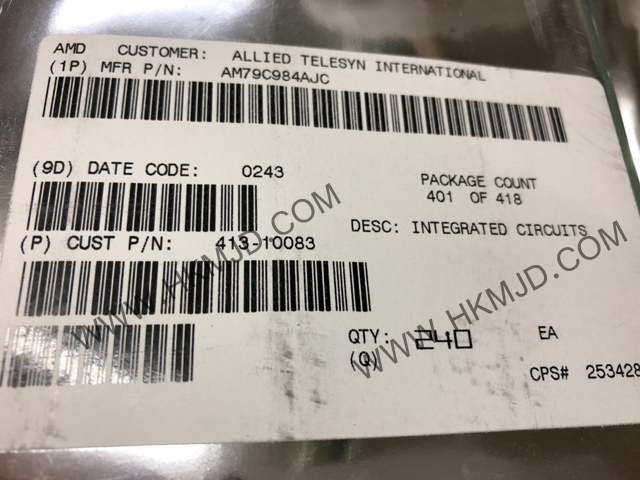 AMD CUSTOMER: ALLIED TELESYN INTERNATIONAL
(1P) MFR P/N: AM79C984AJC
(9D) DATE CODE: 0243
PACKAGE COUNT
401 OF 418
DESC: INTEGRATED CIRCUITS
(P) CUST P/N: 413-10083
QTY: 240 EA
(Q)
CPS# 253428
WWW.HKMJD.COM
WWW.HKMJD.COM